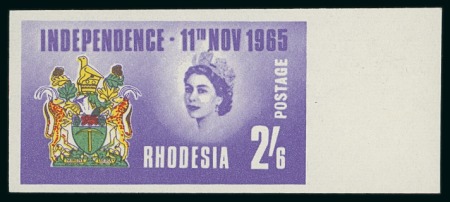 INDEPENDENCE · 11TH NOV 1965
POSTAGE
RHODESIA 2/6